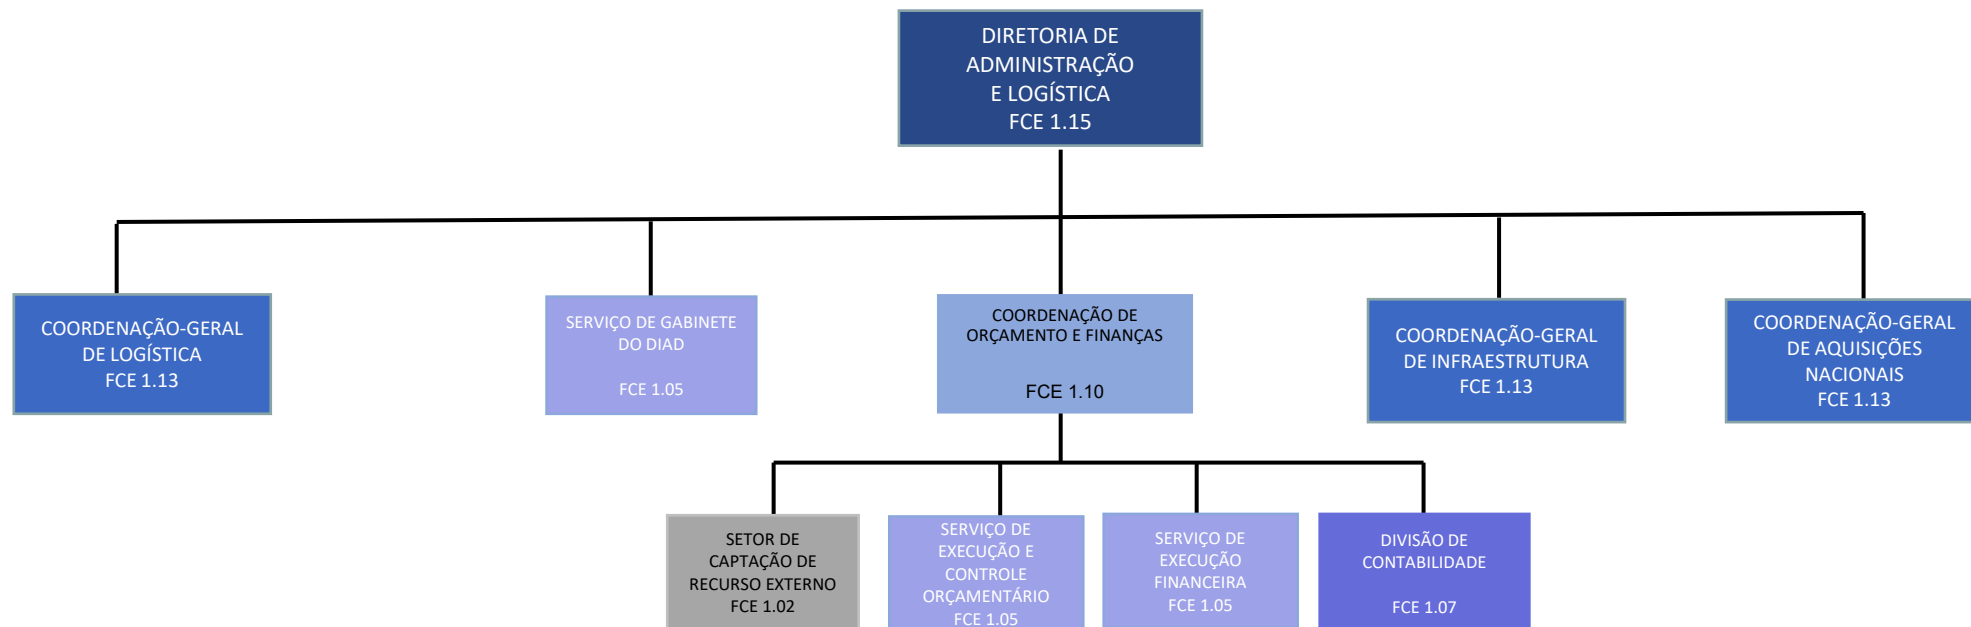 DIRETORIA DE
ADMINISTRAÇÃO
E LOGÍSTICA
FCE 1.15
COORDENAÇÃO-GERAL
DE LOGÍSTICA
FCE 1.13
SERVIÇO DE GABINETE
DO DIAD
FCE 1.05
COORDENAÇÃO DE
ORÇAMENTO E FINANÇAS
FCE 1.10
COORDENAÇÃO-GERAL
DE INFRAESTRUTURA
FCE 1.13
COORDENAÇÃO-GERAL
DE AQUISIÇÕES
NACIONAIS
FCE 1.13
SETOR DE
CAPTAÇÃO DE
RECURSO EXTERNO
FCE 1.02
SERVIÇO DE
EXECUÇÃO E
CONTROLE
ORÇAMENTÁRIO
FCE 1.05
SERVIÇO DE
EXECUÇÃO
FINANCEIRA
FCE 1.05
DIVISÃO DE
CONTABILIDADE
FCE 1.07